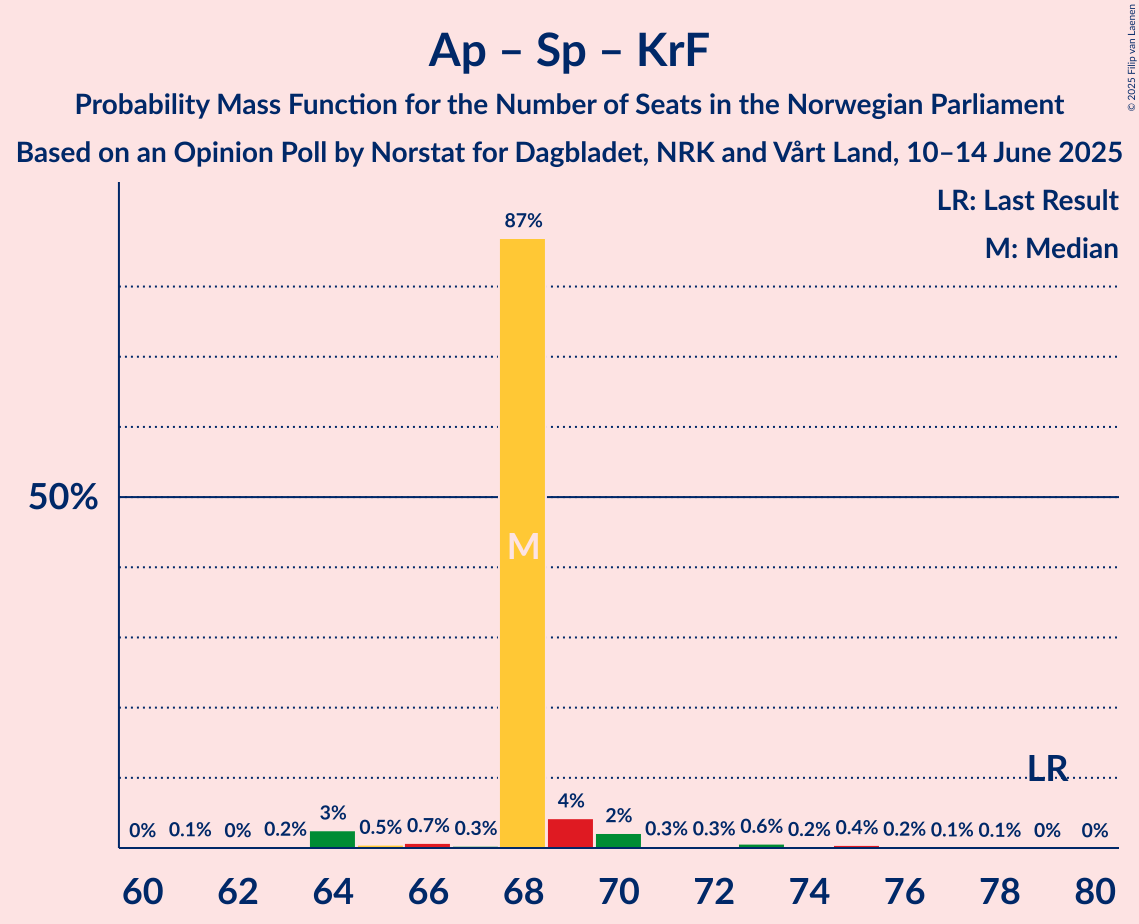 Ap – Sp – KrF
Probability Mass Function for the Number of Seats in the Norwegian Parliament
Based on an Opinion Poll by Norstat for Dagbladet, NRK and Vårt Land, 10–14 June 2025
© 2025 Filip van Laenen
LR: Last Result
M: Median
87%
50%
M
LR
0% 0.1% 0% 0.2% 3% 0.5% 0.7% 0.3% 4% 2% 0.3% 0.3% 0.6% 0.2% 0.4% 0.2% 0.1% 0.1% 0% 0%
60 62 64 66 68 70 72 74 76 78 80